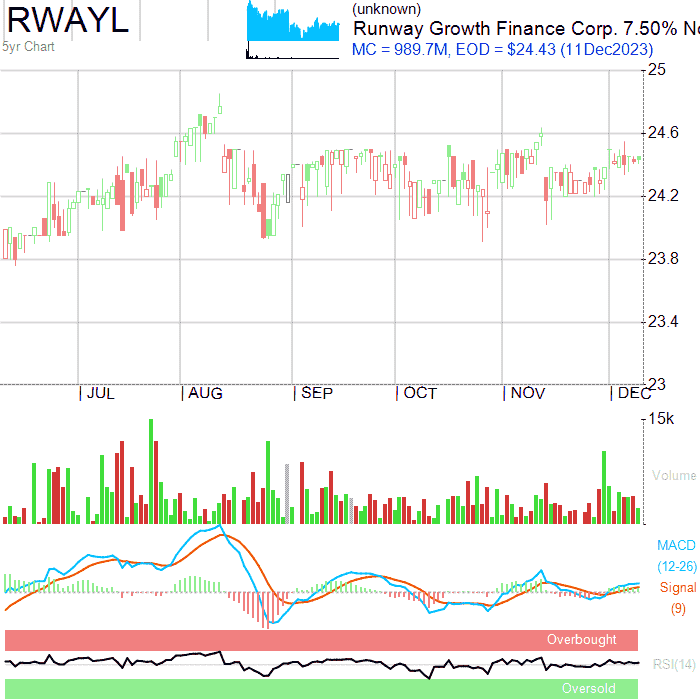 RWAYL
5yr Chart
(unknown)
Runway Growth Finance Corp. 7.50% No
MC = 989.7M, EOD = $24.43 (11Dec2023)
25
24.6
24.2
23.8
23.4
23
JUL AUG SEP OCT NOV DEC
15k
Volume
MACD
(12-26)
Signal
(9)
Overbought
RSI(14)
Oversold